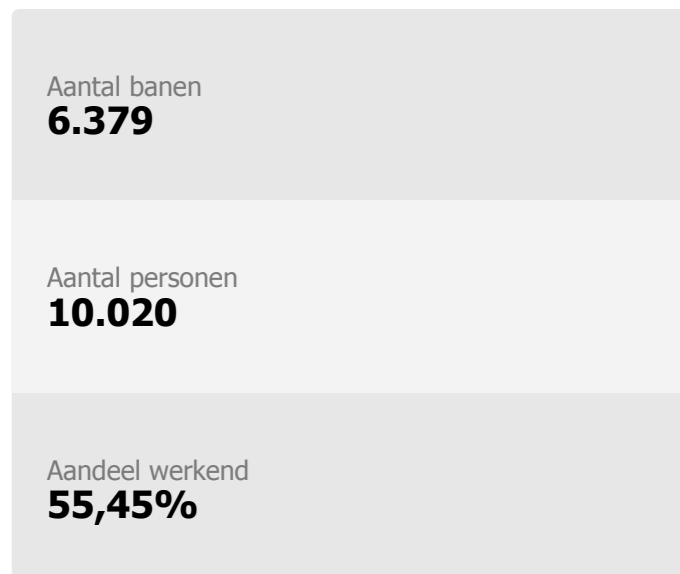 Aantal banen
6.379
Aantal personen
10.020
Aandeel werkend
55,45%